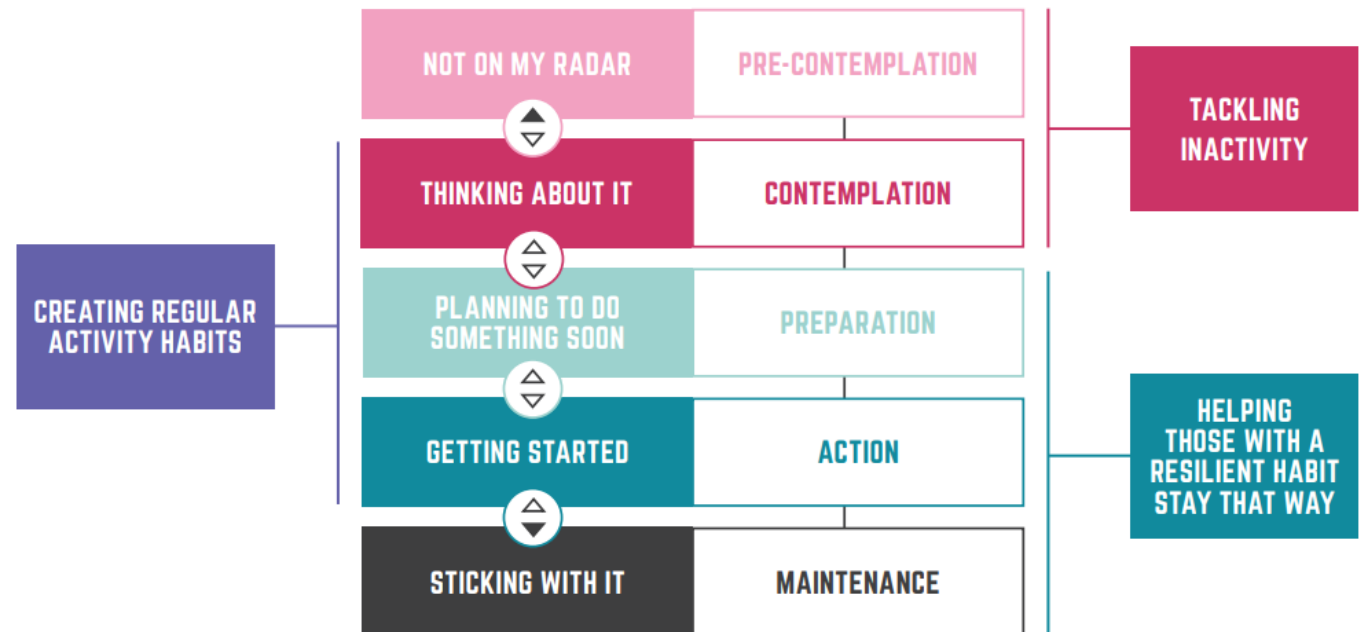 NOT ON MY RADAR
PRE-CONTEMPLATION
TACKLING
INACTIVITY
THINKING ABOUT IT
CONTEMPLATION
CREATING REGULAR
ACTIVITY HABITS
PLANNING TO DO
SOMETHING SOON
PREPARATION
GETTING STARTED
ACTION
HELPING
THOSE WITH A
RESILIENT HABIT
STAY THAT WAY
STICKING WITH IT
MAINTENANCE